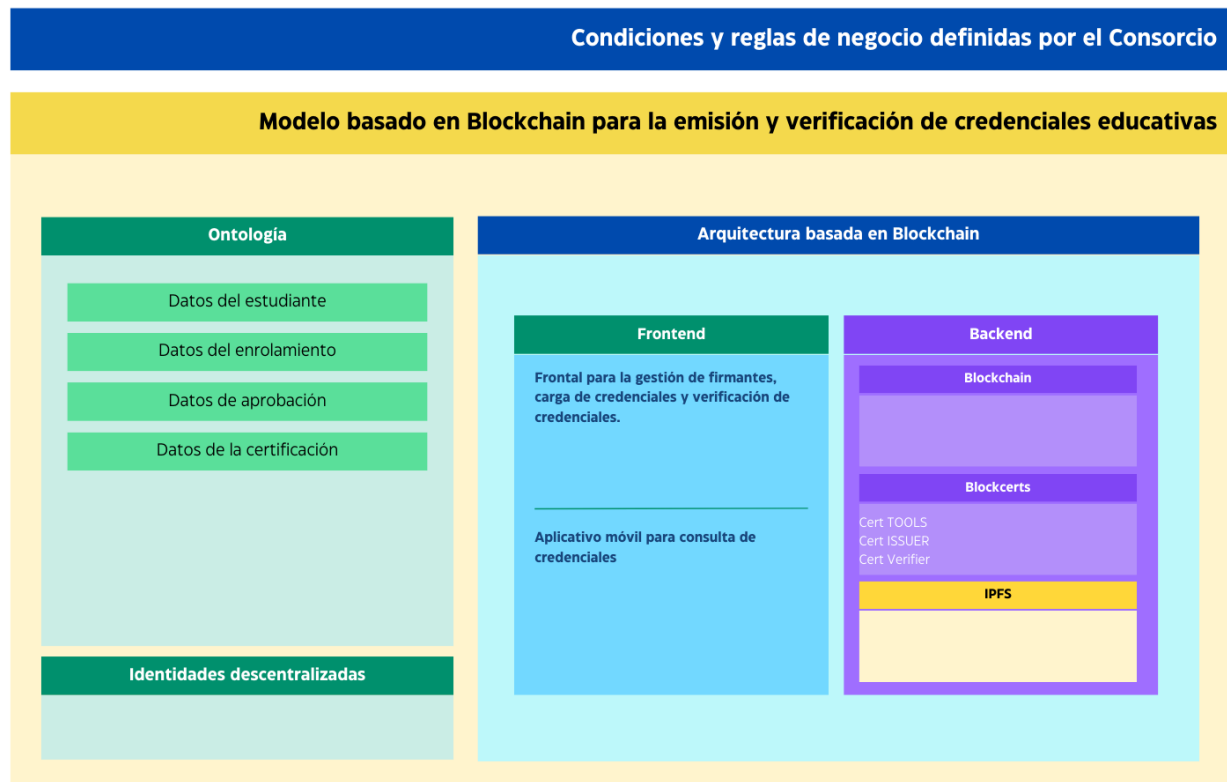 Condiciones y reglas de negocio definidas por el Consorcio
Modelo basado en Blockchain para la emisión y verificación de credenciales educativas
Ontología
Datos del estudiante
Datos del enrolamiento
Datos de aprobación
Datos de la certificación
Identidades descentralizadas
Arquitectura basada en Blockchain
Frontend
Frontal para la gestión de firmantes,
carga de credenciales y verificación de
credenciales.
Aplicativo móvil para consulta de
credenciales
Backend
Blockchain
Blockcerts
Cert TOOLS
Cert ISSUER
Cert Verifier
IPFS